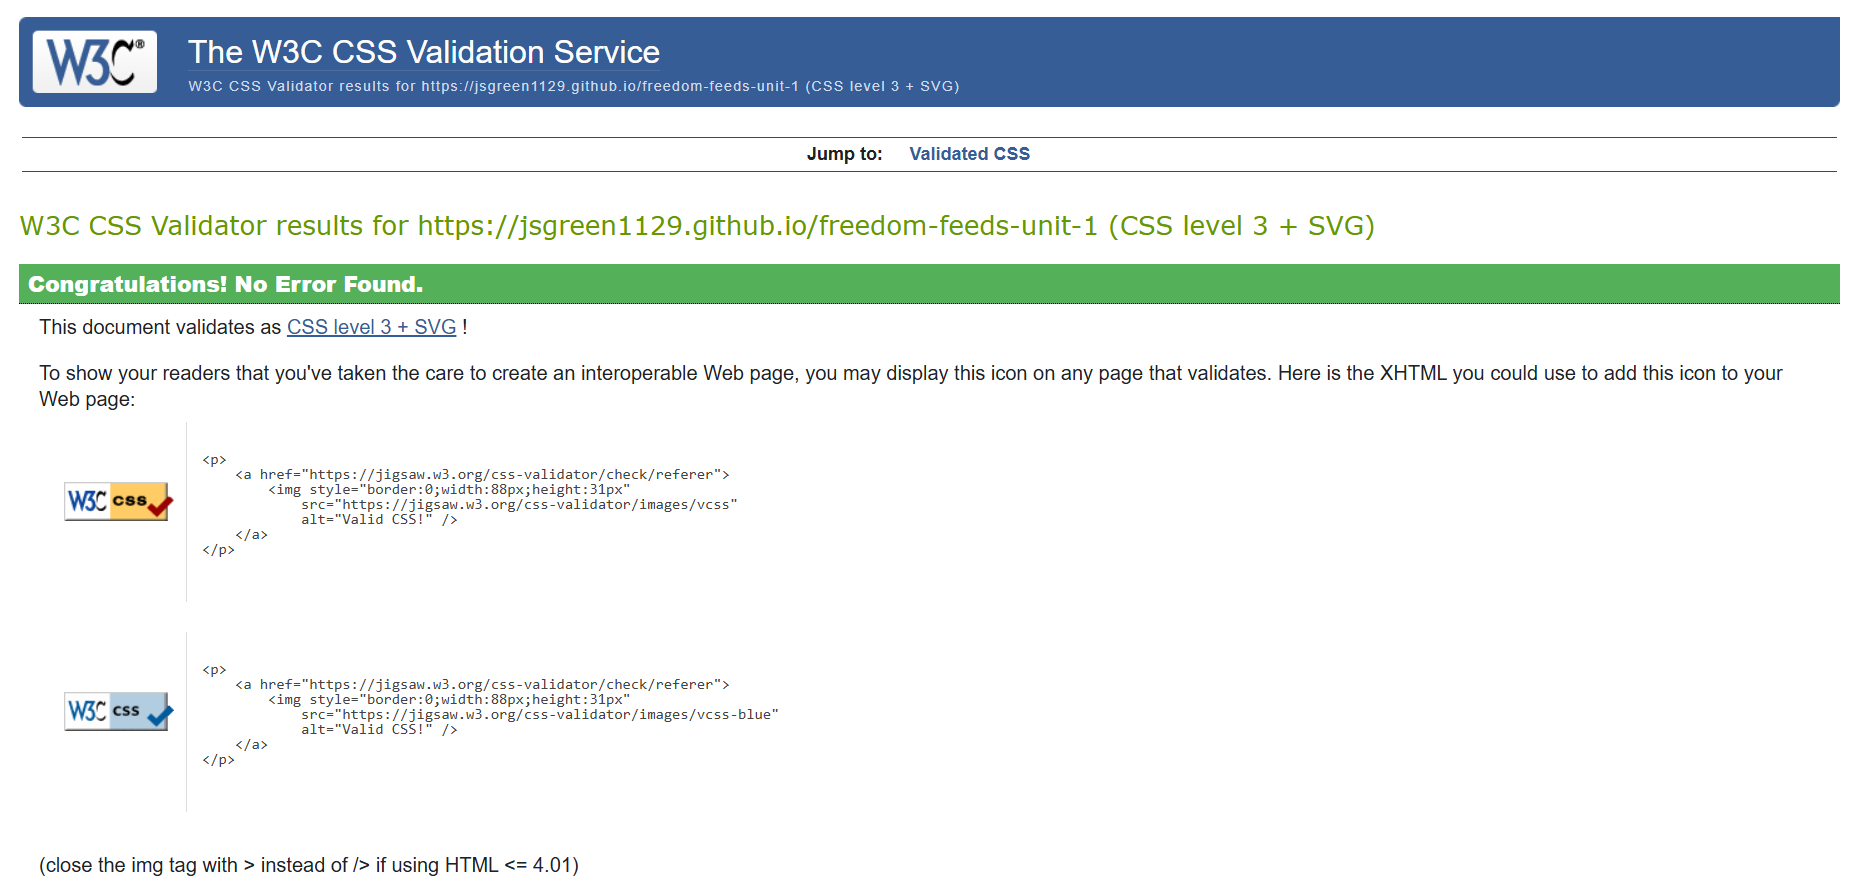 W3C®
The W3C CSS Validation Service
W3C CSS Validator results for https://jsgreen1129.github.io/freedom-feeds-unit-1 (CSS level 3 + SVG)
Jump to: Validated CSS
W3C CSS Validator results for https://jsgreen1129.github.io/freedom-feeds-unit-1 (CSS level 3 + SVG)
Congratulations! No Error Found.
This document validates as CSS level 3 + SVG !
To show your readers that you've taken the care to create an interoperable Web page, you may display this icon on any page that validates. Here is the XHTML you could use to add this icon to your
Web page:
W3C css
<p>
    <a href="https://jigsaw.w3.org/css-validator/check/referer">
        <img style="border:0;width:88px;height:31px"
            src="https://jigsaw.w3.org/css-validator/images/vcss"
            alt="Valid CSS!" />
    </a>
</p>
W3C css
<p>
    <a href="https://jigsaw.w3.org/css-validator/check/referer">
        <img style="border:0;width:88px;height:31px"
            src="https://jigsaw.w3.org/css-validator/images/vcss-blue"
            alt="Valid CSS!" />
    </a>
</p>
(close the img tag with > instead of /> if using HTML <= 4.01)